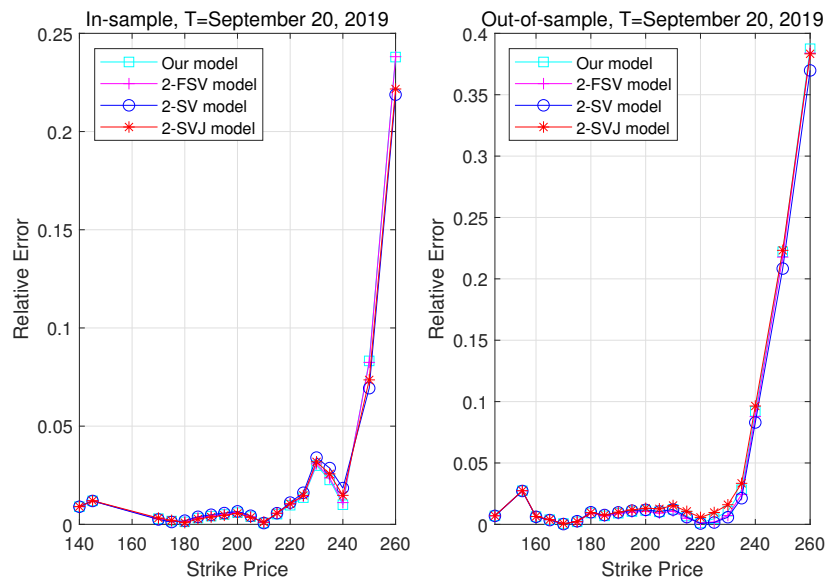 In-sample, T=September 20, 2019
0.25
0.2
0.15
0.1
0.05
0
Relative Error
Our model
2-FSV model
2-SV model
2-SVJ model
140 160 180 200 220 240 260
Strike Price
Out-of-sample, T=September 20, 2019
0.4
0.35
0.3
0.25
0.2
0.15
0.1
0.05
0
Relative Error
Our model
2-FSV model
2-SV model
2-SVJ model
160 180 200 220 240 260
Strike Price